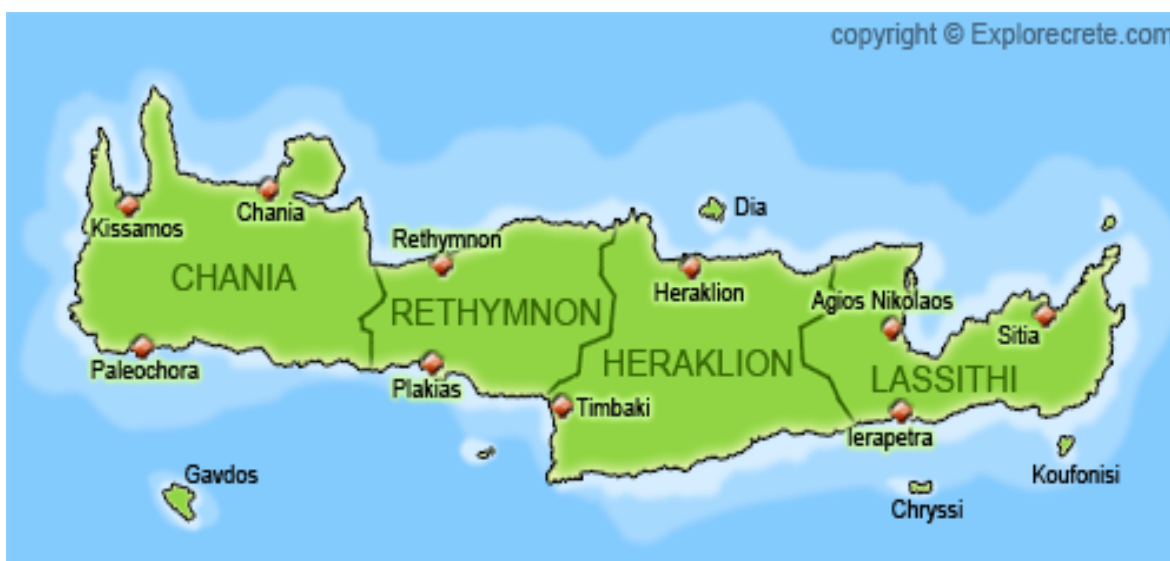 copyright © Explorecrete.com
Dia
Chania
Kissamos
Rethymnon
CHANIA
Heraklion
Agios Nikolaos
RETHYMNON
Sitia
HERAKLION
LASSITHI
Paleochora
Plakias
Timbaki
Ierapetra
Gavdos
Koufonisi
Chryssi